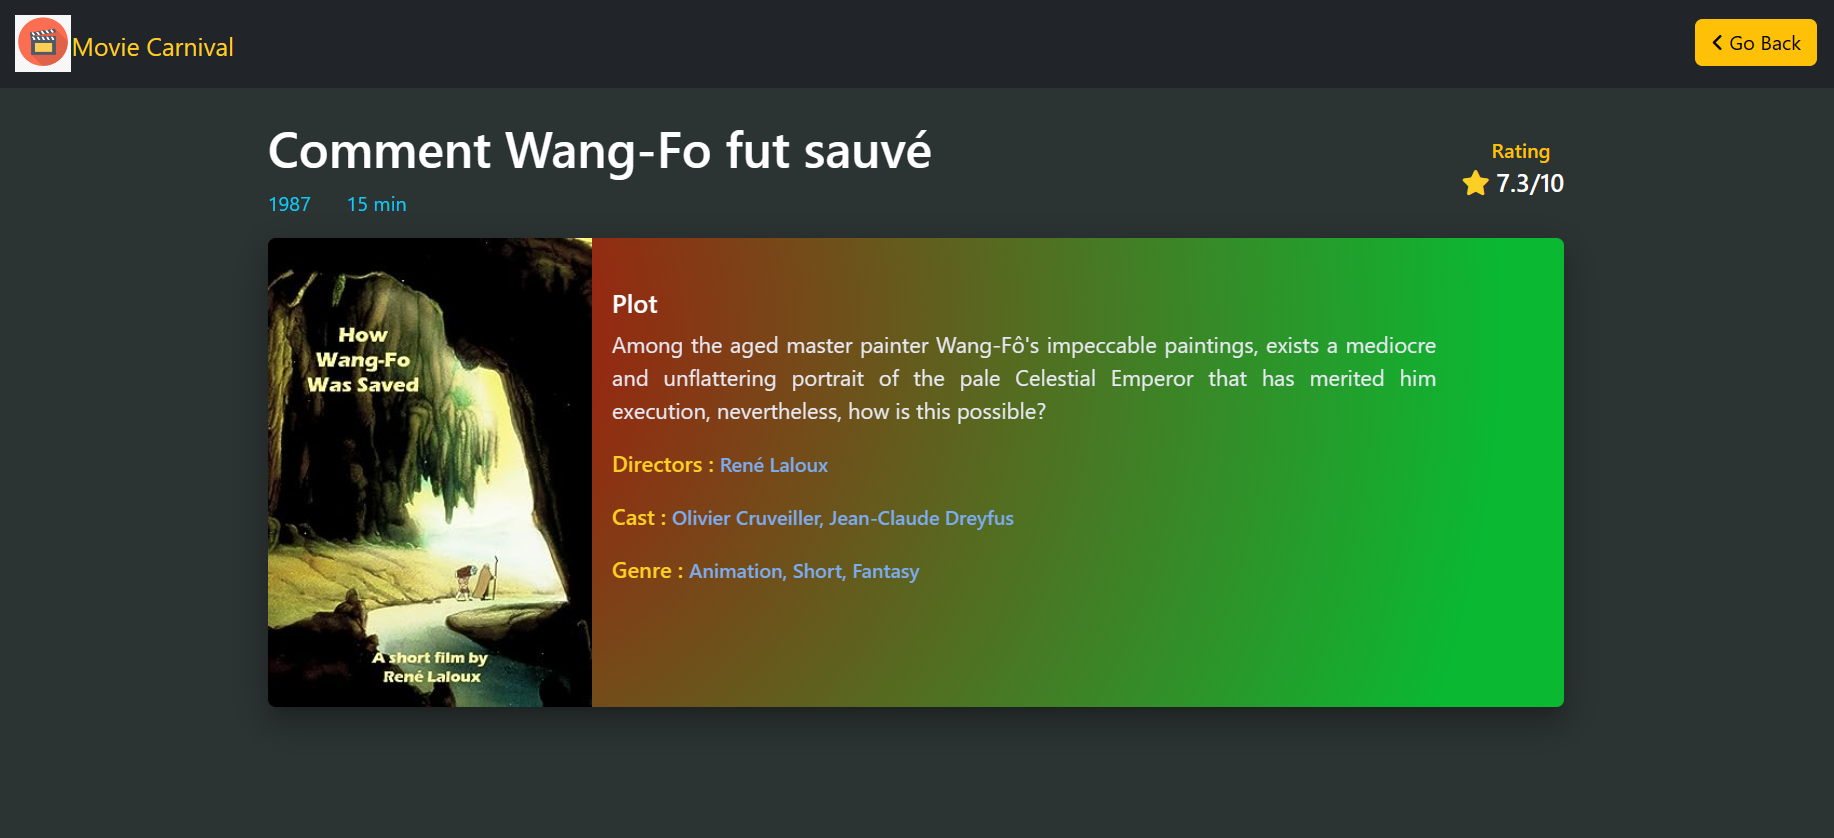 Movie Carnival
Go Back
Comment Wang-Fo fut sauvé
1987 15 min
Rating
7.3/10
How
Wang-Fo
Was Saved
A short film by
René Laloux
Plot
Among the aged master painter Wang-Fô's impeccable paintings, exists a mediocre
and unflattering portrait of the pale Celestial Emperor that has merited him
execution, nevertheless, how is this possible?
Directors : René Laloux
Cast : Olivier Cruveiller, Jean-Claude Dreyfus
Genre : Animation, Short, Fantasy